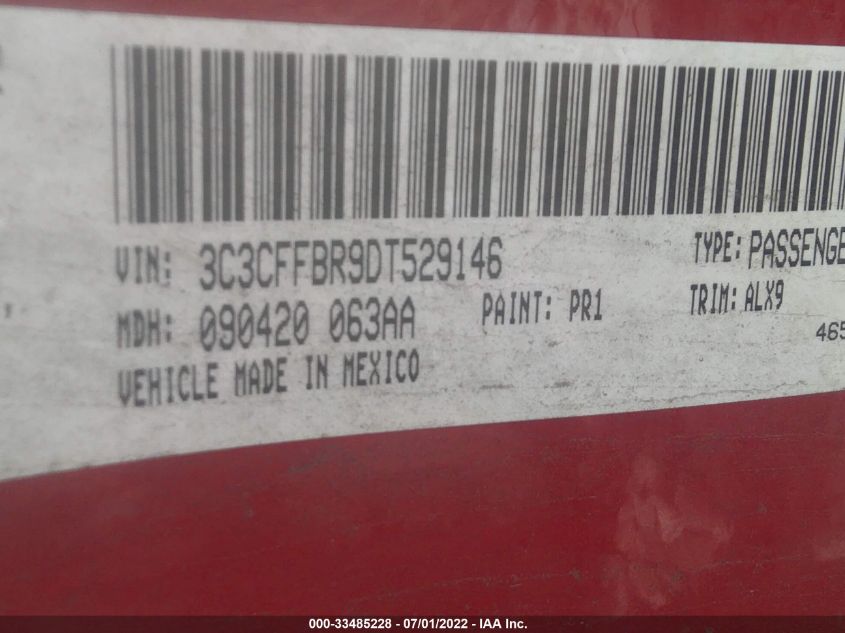 VIN: 3C3CFFBR9DT529146 TYPE: PASSENGE
MDH: 090420 063AA PAINT: PR1 TRIM: ALX9
VEHICLE MADE IN MEXICO 465
000-33485228 - 07/01/2022 - IAA Inc.